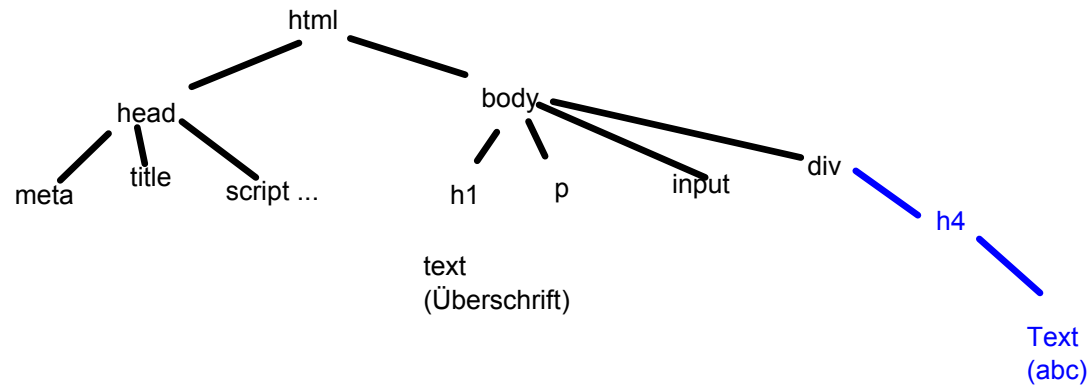 html
head
body
meta
title
script ...
h1
p
input
div
h4
text
(Überschrift)
Text
(abc)